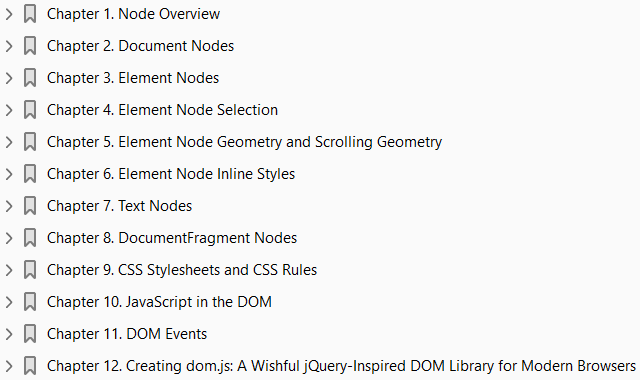 Chapter 1. Node Overview
Chapter 2. Document Nodes
Chapter 3. Element Nodes
Chapter 4. Element Node Selection
Chapter 5. Element Node Geometry and Scrolling Geometry
Chapter 6. Element Node Inline Styles
Chapter 7. Text Nodes
Chapter 8. DocumentFragment Nodes
Chapter 9. CSS Stylesheets and CSS Rules
Chapter 10. JavaScript in the DOM
Chapter 11. DOM Events
Chapter 12. Creating dom.js: A Wishful jQuery-Inspired DOM Library for Modern Browsers